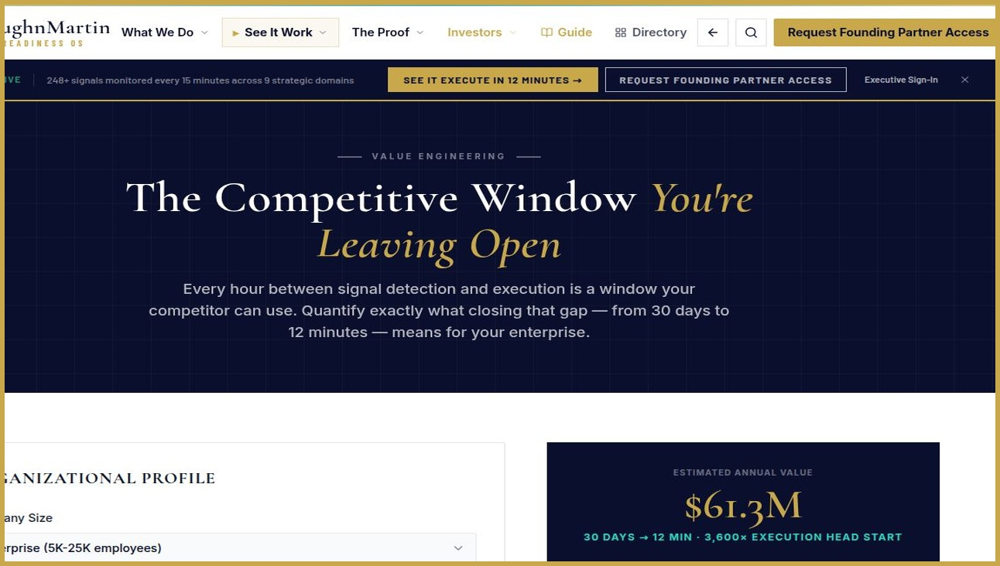 ughnMartin
READINESS OS
What We Do
▸ See It Work
The Proof
Investors
Guide
Directory
Request Founding Partner Access
IVE
248+ signals monitored every 15 minutes across 9 strategic domains
SEE IT EXECUTE IN 12 MINUTES →
REQUEST FOUNDING PARTNER ACCESS
Executive Sign-In
VALUE ENGINEERING
The Competitive Window You're
Leaving Open
Every hour between signal detection and execution is a window your
competitor can use. Quantify exactly what closing that gap — from 30 days to
12 minutes — means for your enterprise.
GANIZATIONAL PROFILE
any Size
erprise (5K-25K employees)
ESTIMATED ANNUAL VALUE
$61.3M
30 DAYS → 12 MIN · 3,600× EXECUTION HEAD START